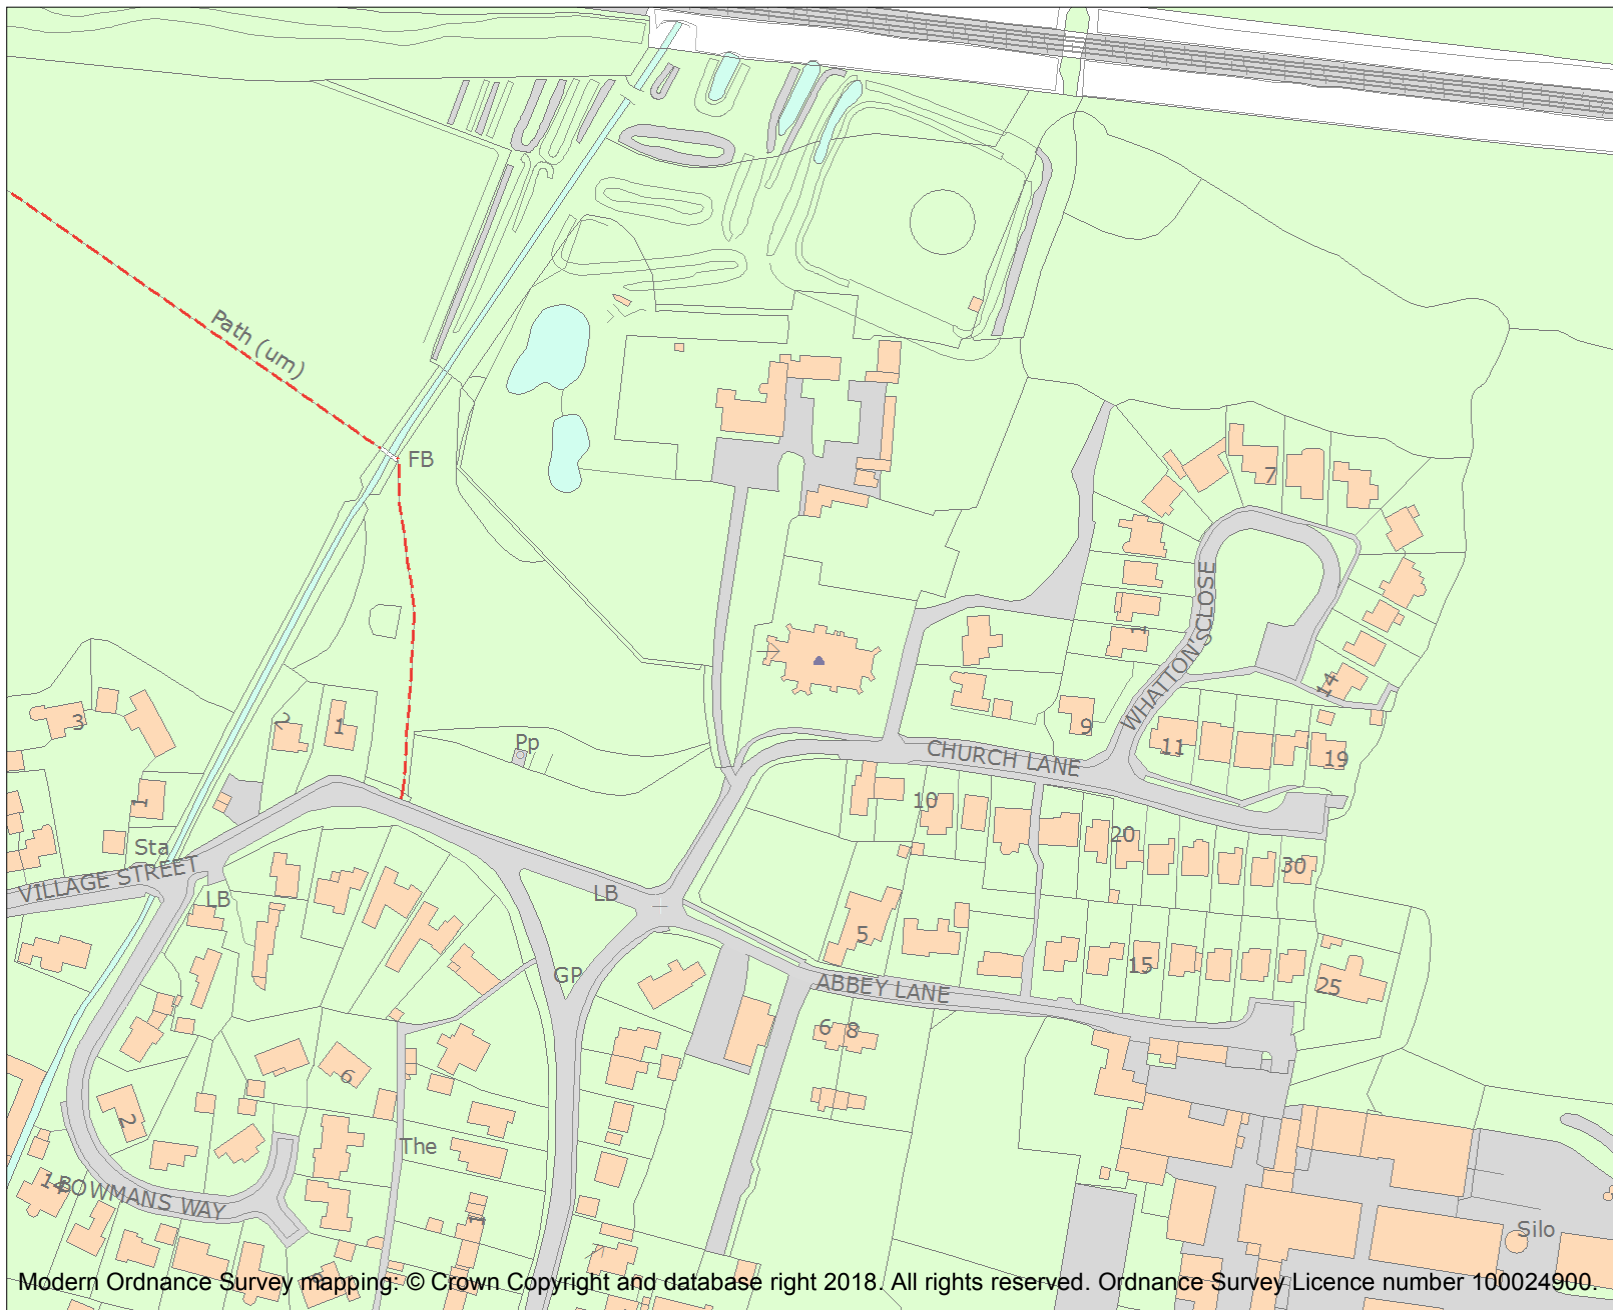 Path (um)
FB
7
1
WHATTON'S CLOSE
14
3
2
1
Pp
9
11
19
CHURCH LANE
1
10
20
30
Sta
VILLAGE STREET
LB
LB
5
15
25
GP
ABBEY LANE
6
8
6
2
The
14
BOWMANS WAY
1
Silo
Modern Ordnance Survey mapping: © Crown Copyright and database right 2018. All rights reserved. Ordnance Survey Licence number 100024900.